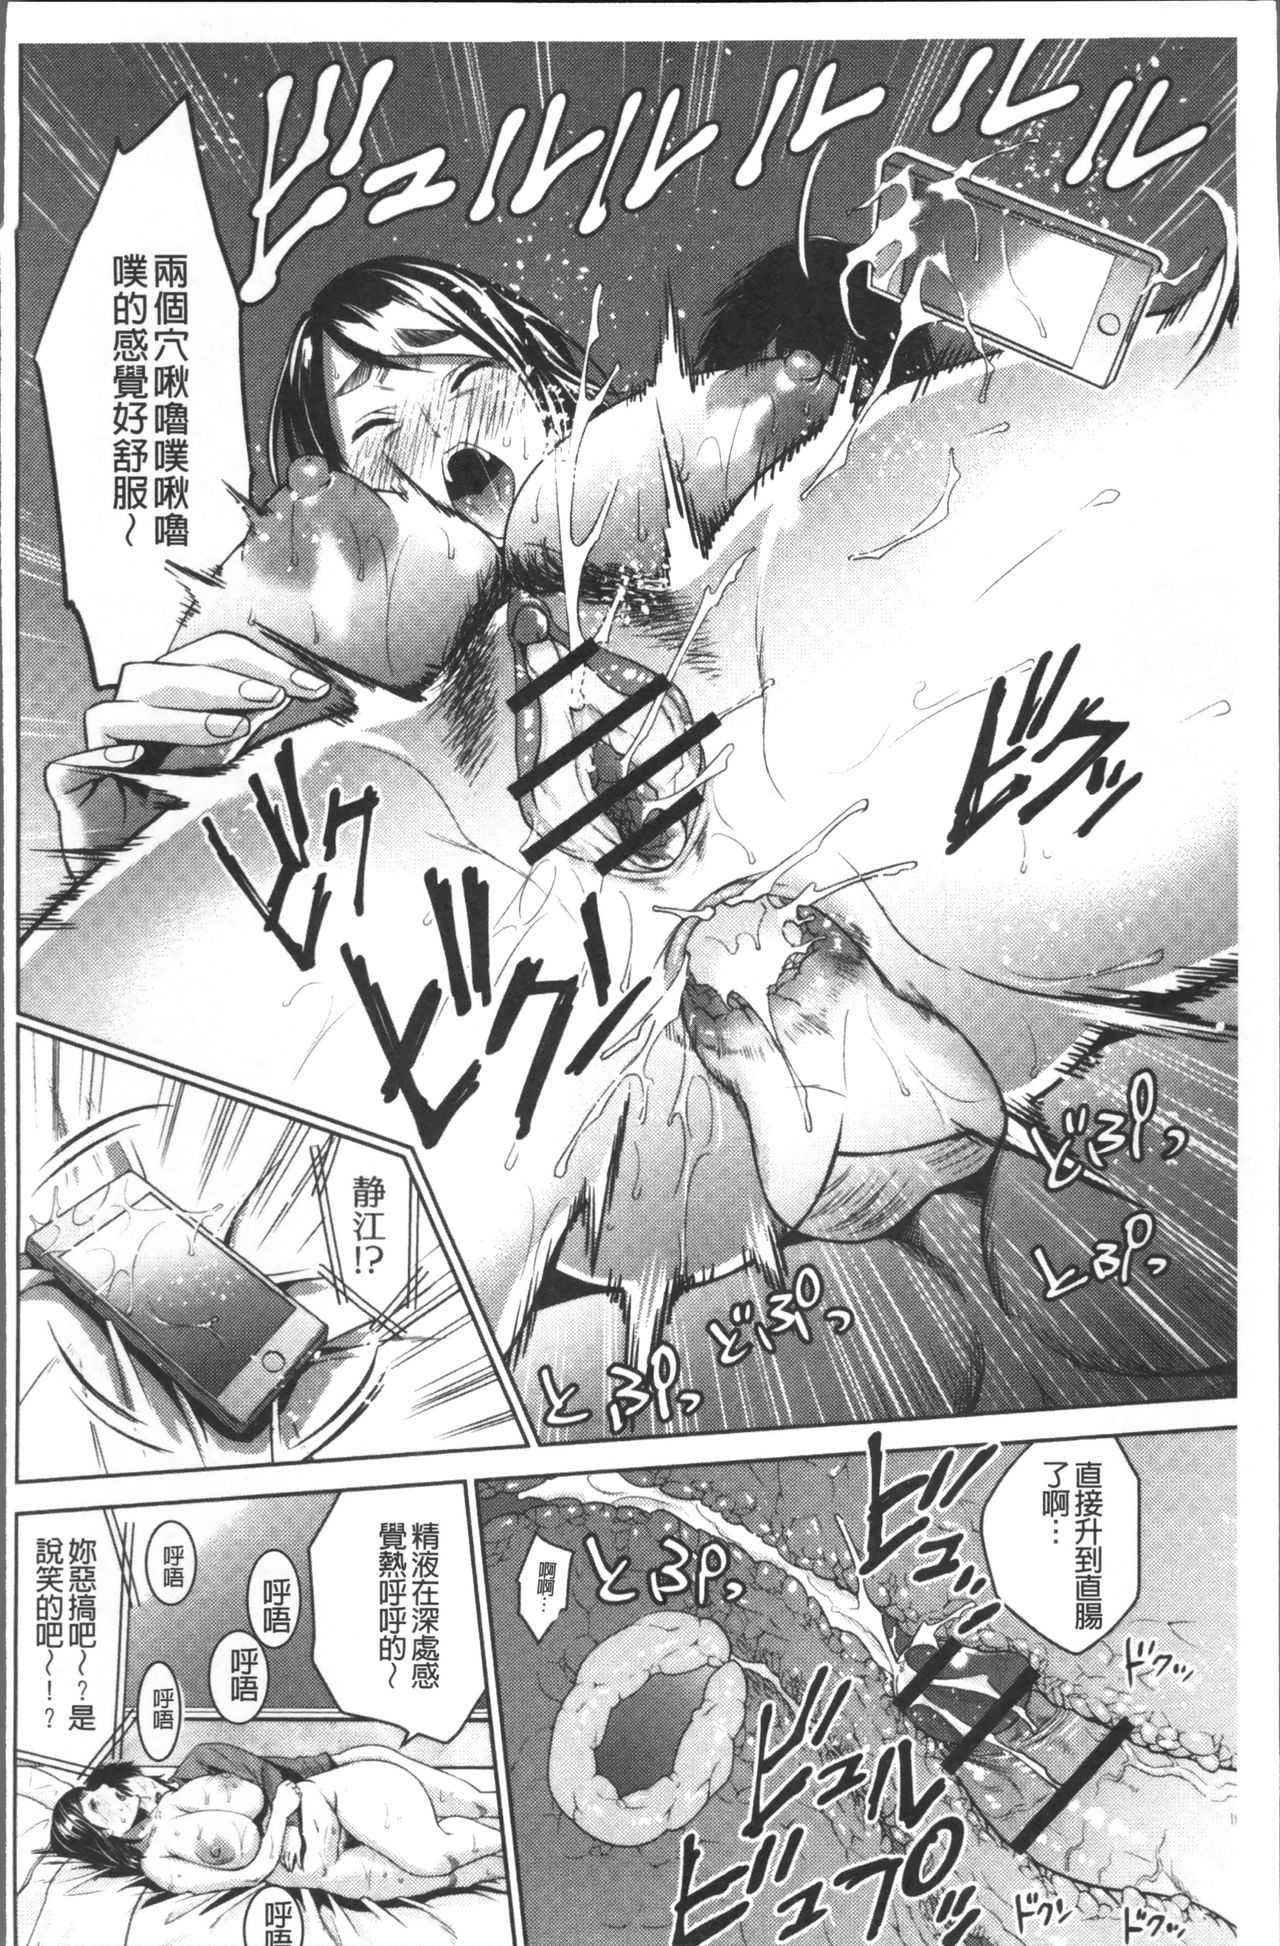 ビュルルルルル
兩個穴啾嚕噗啾嚕
噗的感覺好舒服～
ビクッ
ビク
ビクン
どぷっ
とぷっ
どぷっ
とぷっ
静江!?
直接升到直腸
了啊…
ビュッ
ドクッ
啊啊…
とぷっ
ビュル
ビュプッ
ドクン
ドクッ
精液在深處感
覺熱呼呼的～
呼唔
呼唔
呼唔
呼唔
妳惡搞吧～？是
說笑的吧～！？
呼唔